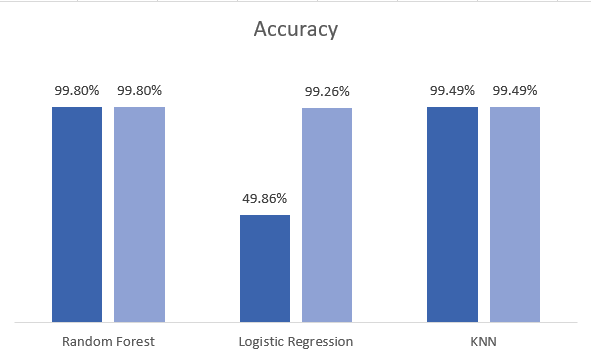 Accuracy
99.80% 99.80%
49.86%
99.26%
99.49% 99.49%
Random Forest
Logistic Regression
KNN